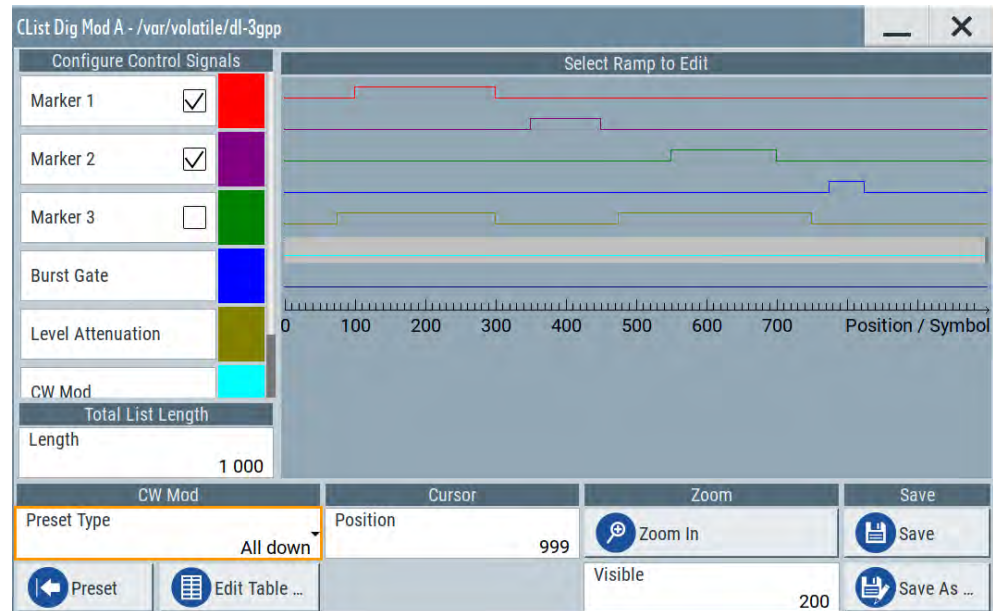 CList Dig Mod A - /var/volatile/dl-3gpp
Configure Control Signals
Select Ramp to Edit
Marker 1
Marker 2
Marker 3
Burst Gate
Level Attenuation
CW Mod
0 100 200 300 400 500 600 700 Position / Symbol
Total List Length
Length
1 000
CW Mod
Cursor
Zoom
Save
Preset Type
All down
Position
999
Zoom In
Save
Preset
Edit Table ...
Visible
200
Save As ...